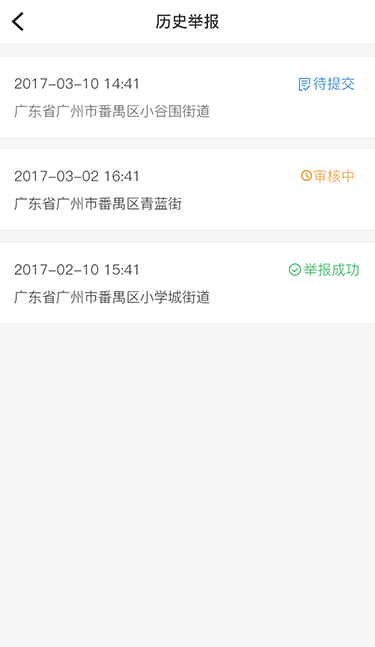 历史举报
2017-03-10 14:41 待提交
广东省广州市番禺区小谷围街道
2017-03-02 16:41 审核中
广东省广州市番禺区青蓝街
2017-02-10 15:41 举报成功
广东省广州市番禺区小学城街道